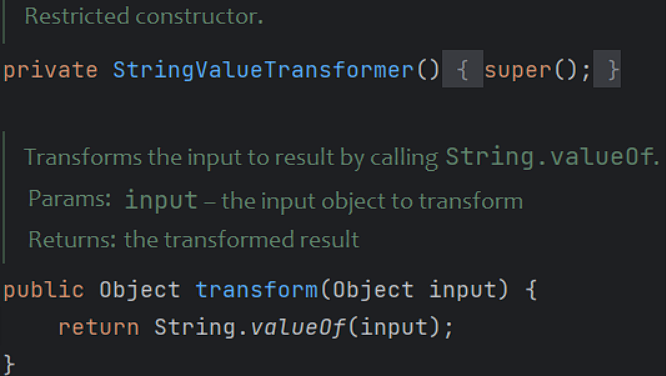 Restricted constructor.
private StringValueTransformer() { super(); }
Transforms the input to result by calling String.valueOf.
Params: input – the input object to transform
Returns: the transformed result
public Object transform(Object input) {
    return String.valueOf(input);
}